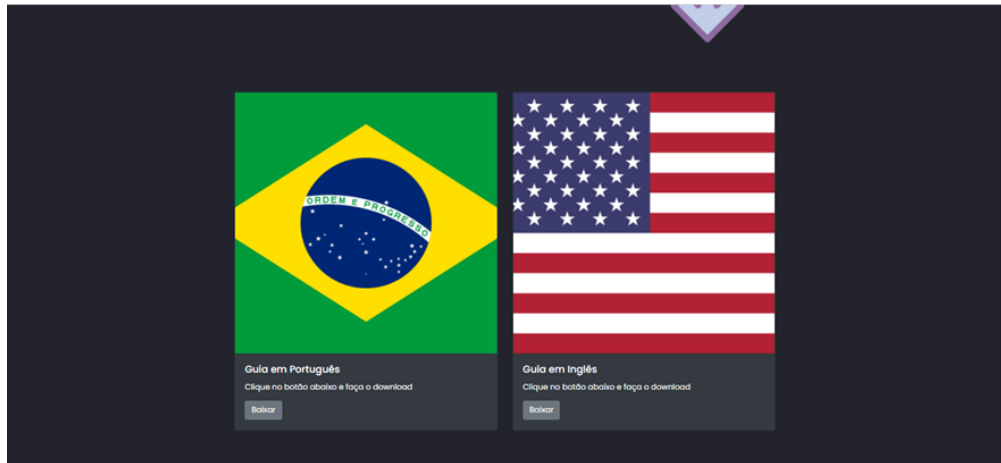 ORDEM E PROGRESSO
Guia em Português
Clique no botão abaixo e faça o download
Baixar
Guia em Inglês
Clique no botão abaixo e faça o download
Baixar